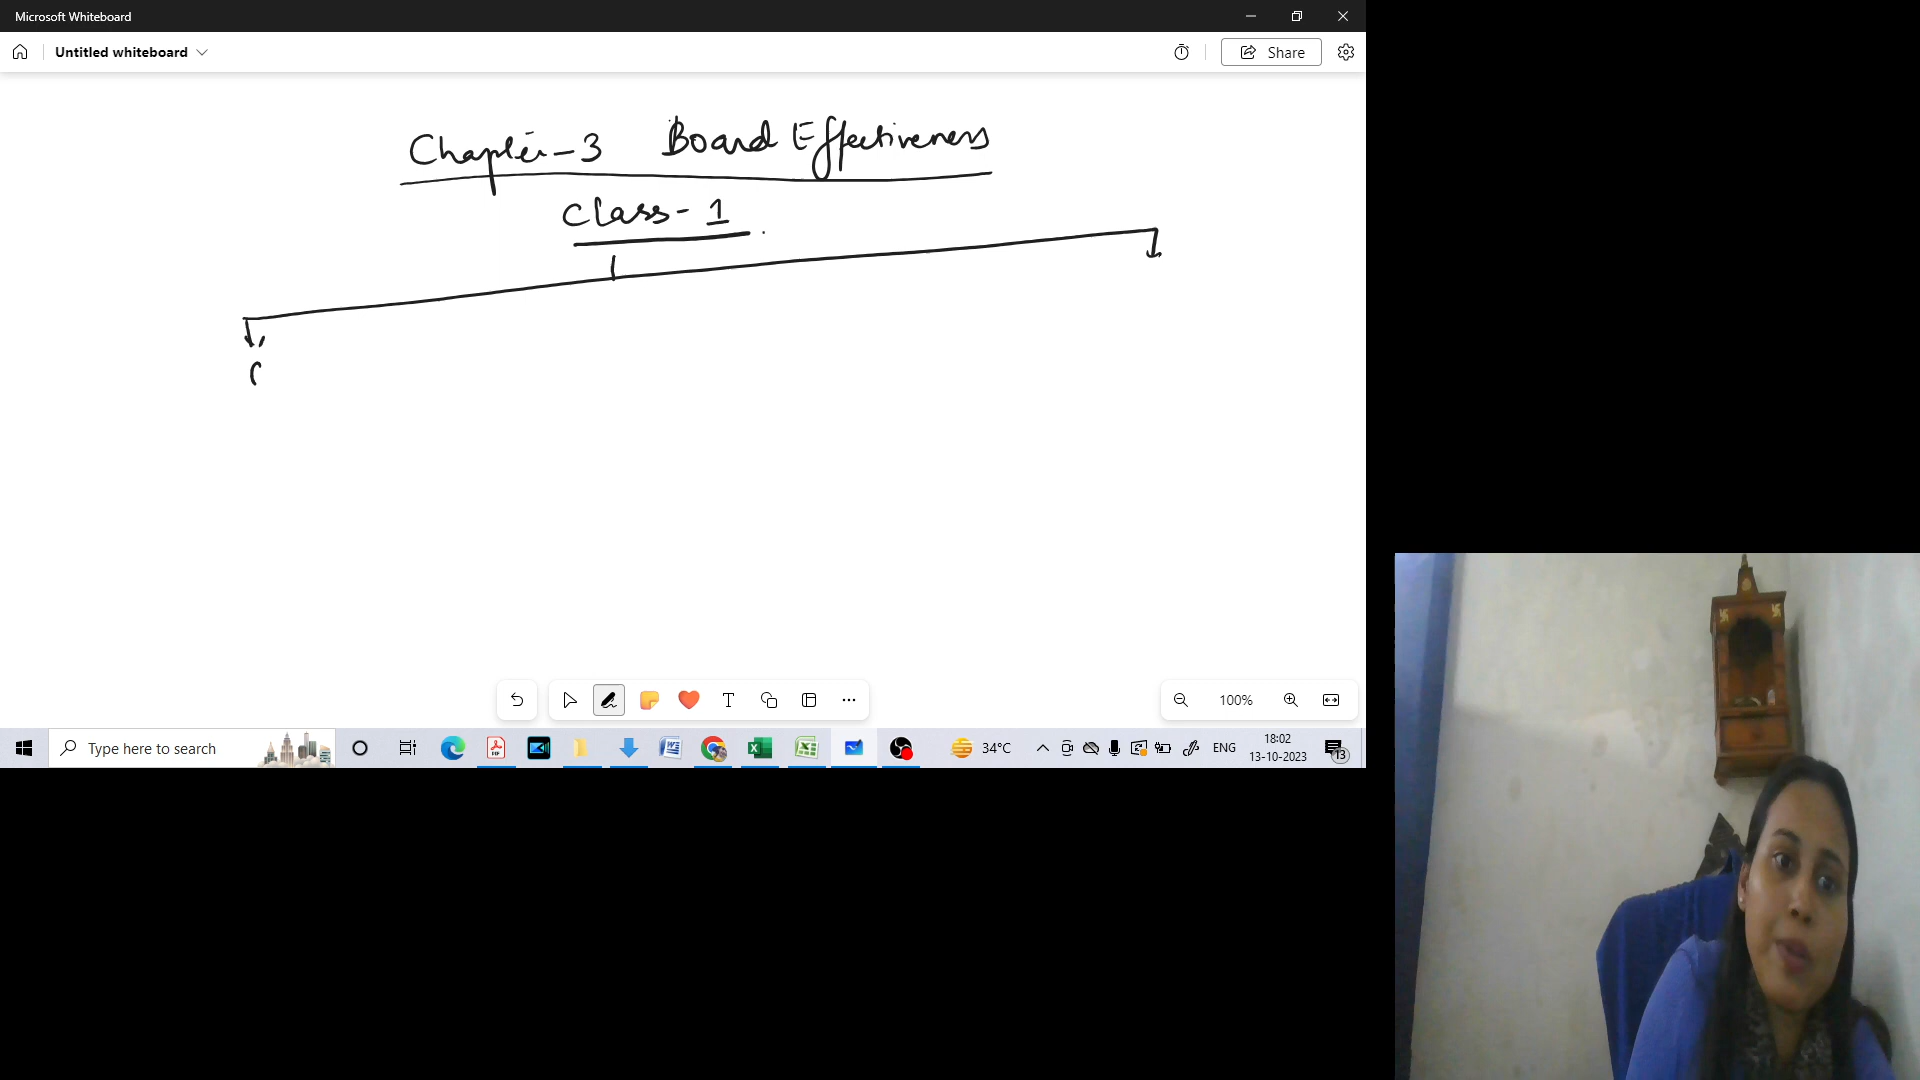 Microsoft Whiteboard
Untitled whiteboard
Share
Chapter-3 Board Effectiveness
Class-1
100%
Type here to search
34°C
ENG
18:02
13-10-2023
13